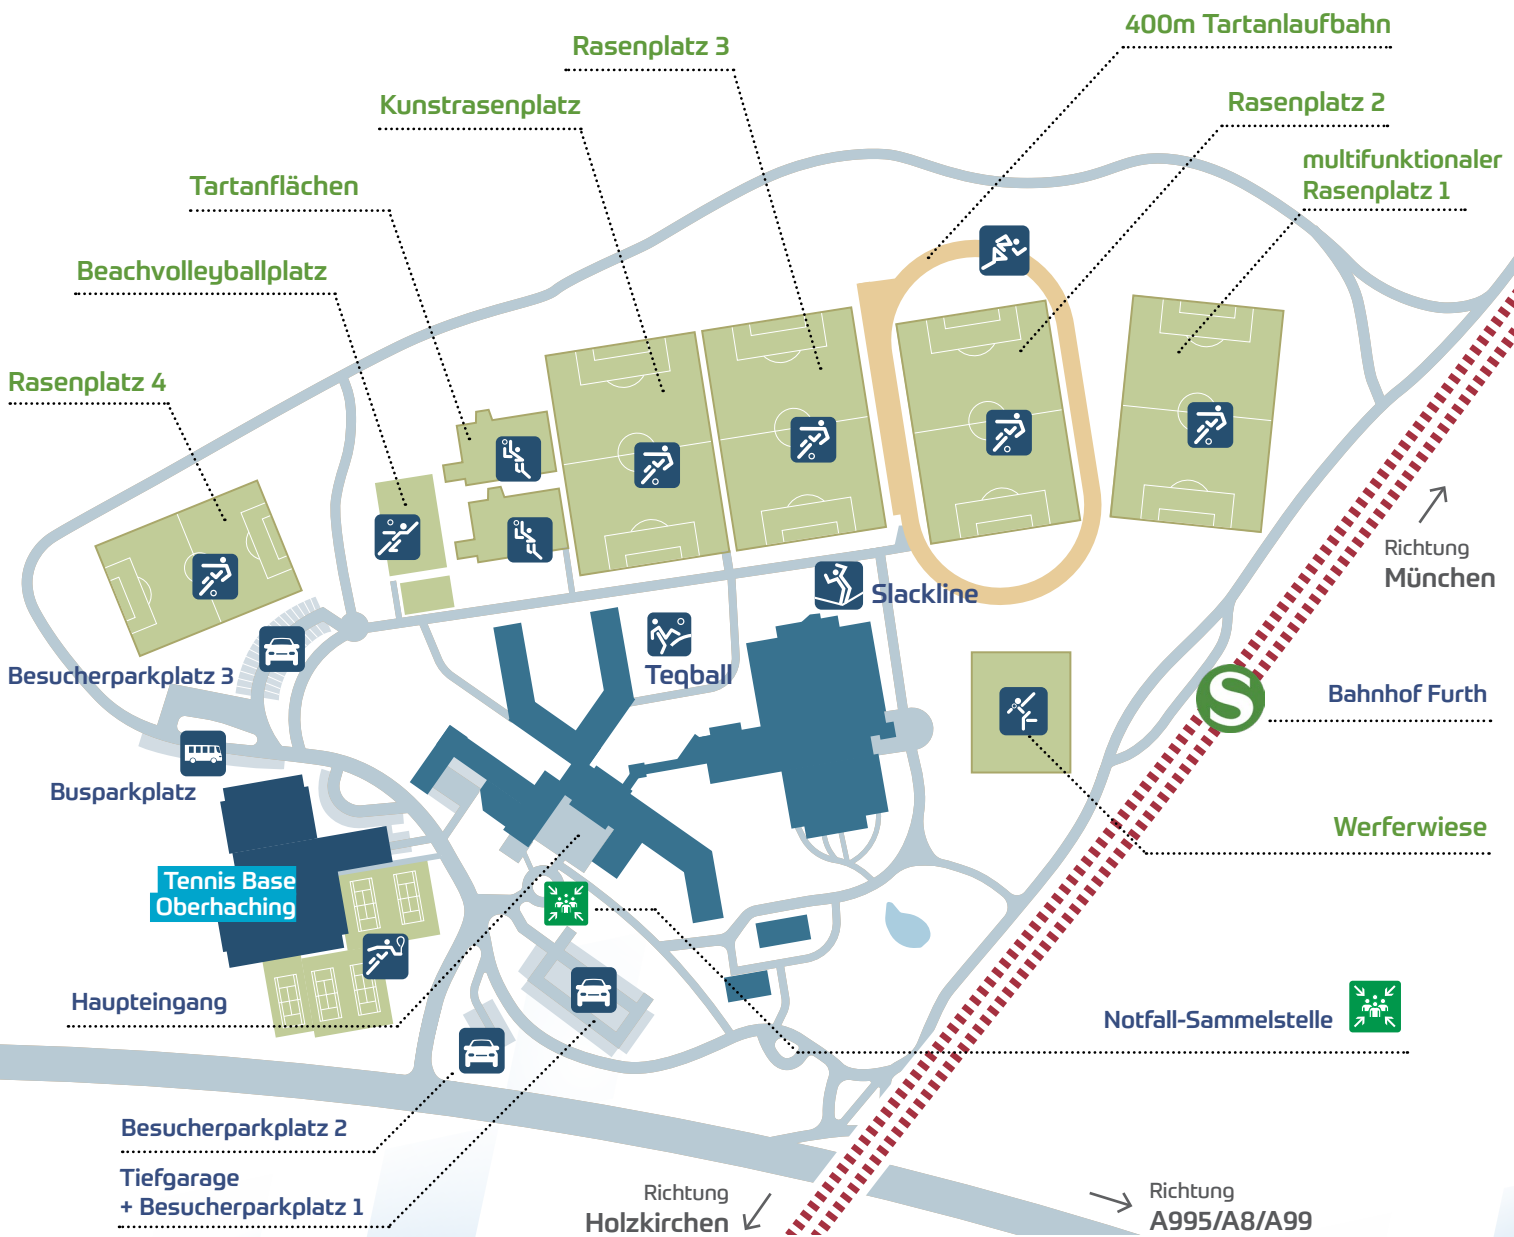 400m Tartanlaufbahn
Rasenplatz 3
Kunstrasenplatz
Rasenplatz 2
multifunktionaler
Rasenplatz 1
Tartanflächen
Beachvolleyballplatz
Rasenplatz 4
Richtung
München
Slackline
Teqball
Besucherparkplatz 3
Bahnhof Furth
S
Busparkplatz
Werferwiese
Tennis Base
Oberhaching
Haupteingang
Notfall-Sammelstelle
Besucherparkplatz 2
Tiefgarage
+ Besucherparkplatz 1
Richtung
Holzkirchen
Richtung
A995/A8/A99